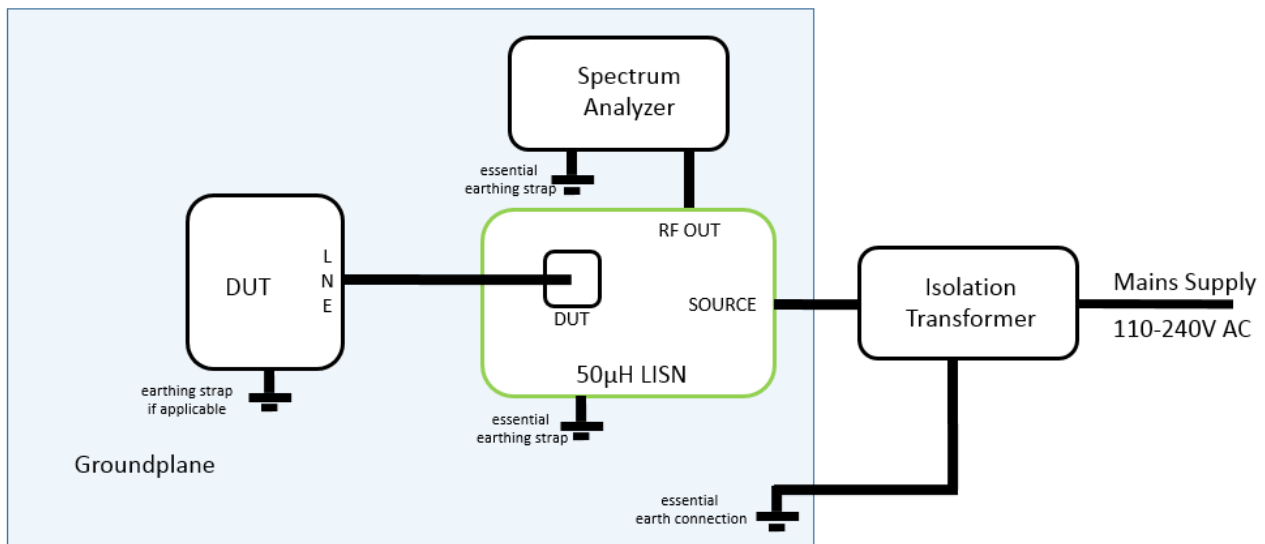 Spectrum
Analyzer
essential
earthing strap
RF OUT
L
N
E
DUT
DUT
SOURCE
50µH LISN
Isolation
Transformer
Mains Supply
110-240V AC
earthing strap
if applicable
essential
earthing strap
Groundplane
essential
earth connection